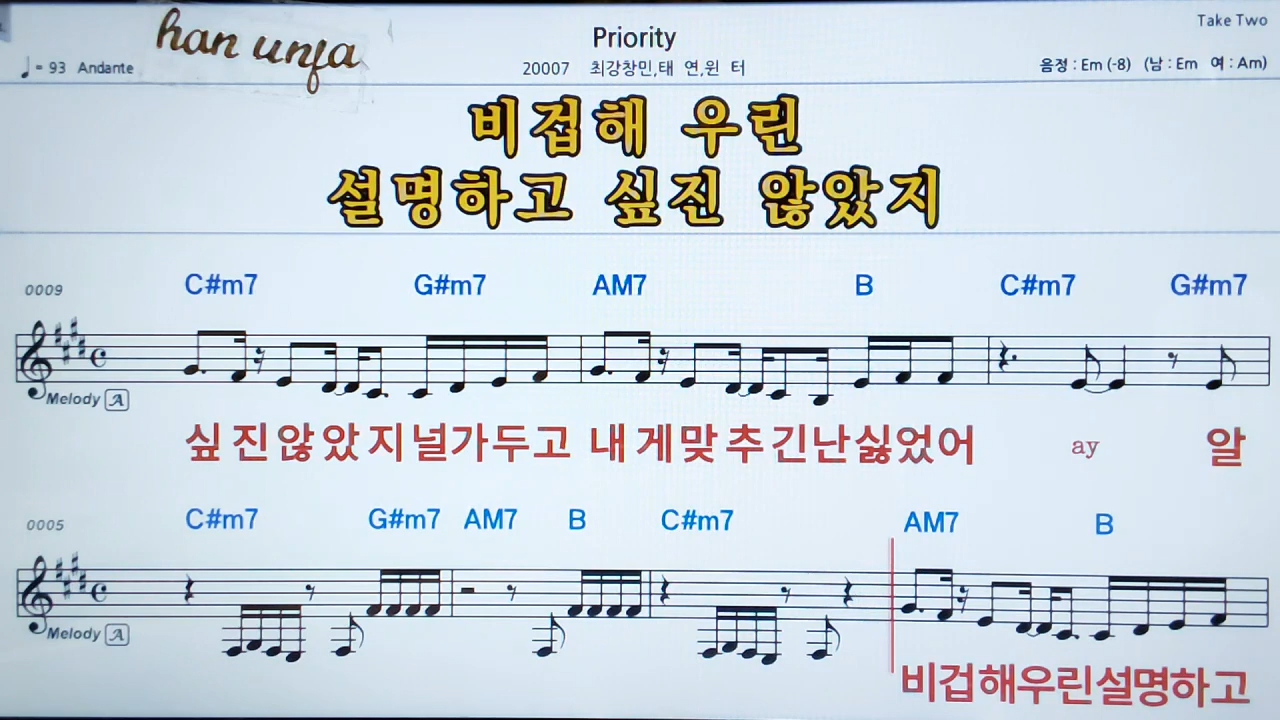 han unja
Priority
Take Two
= 93 Andante
20007 최강창민,태 연,윈 터
음정 : Em (-8) (남 : Em 여 : Am)
비겁해 우린
설명하고 싶진 않았지
0009
C#m7 G#m7 AM7 B C#m7 G#m7
Melody A
싶진않았지널가두고 내게맞추긴난싫었어 ay 알
0005
C#m7 G#m7 AM7 B C#m7 AM7 B
Melody A
비겁해우린설명하고